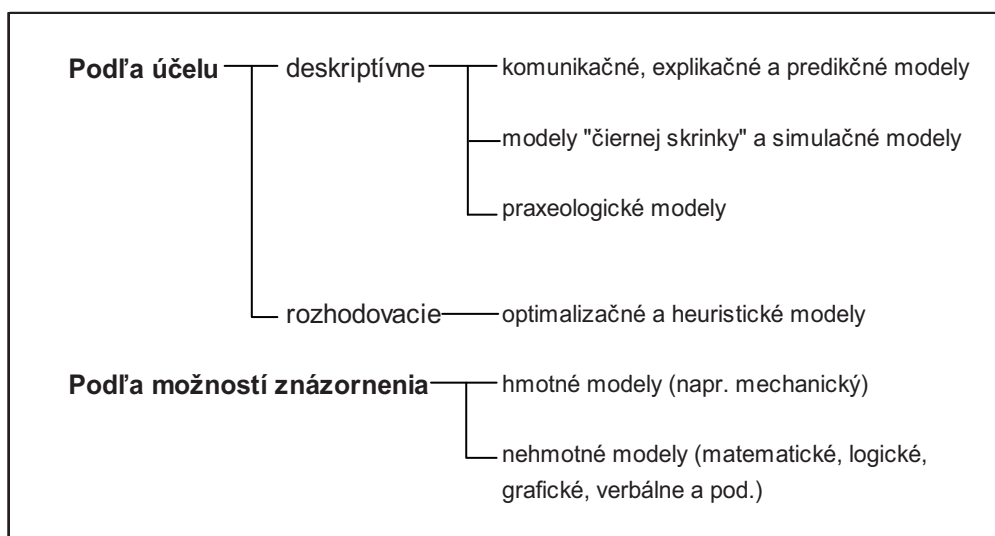 Podľa účelu deskriptívne komunikačné, explikačné a predikčné modely
modely "čiernej skrinky" a simulačné modely
praxeologické modely
rozhodovacie optimalizačné a heuristické modely
Podľa možností znázornenia hmotné modely (napr. mechanický)
nehmotné modely (matematické, logické,
grafické, verbálne a pod.)